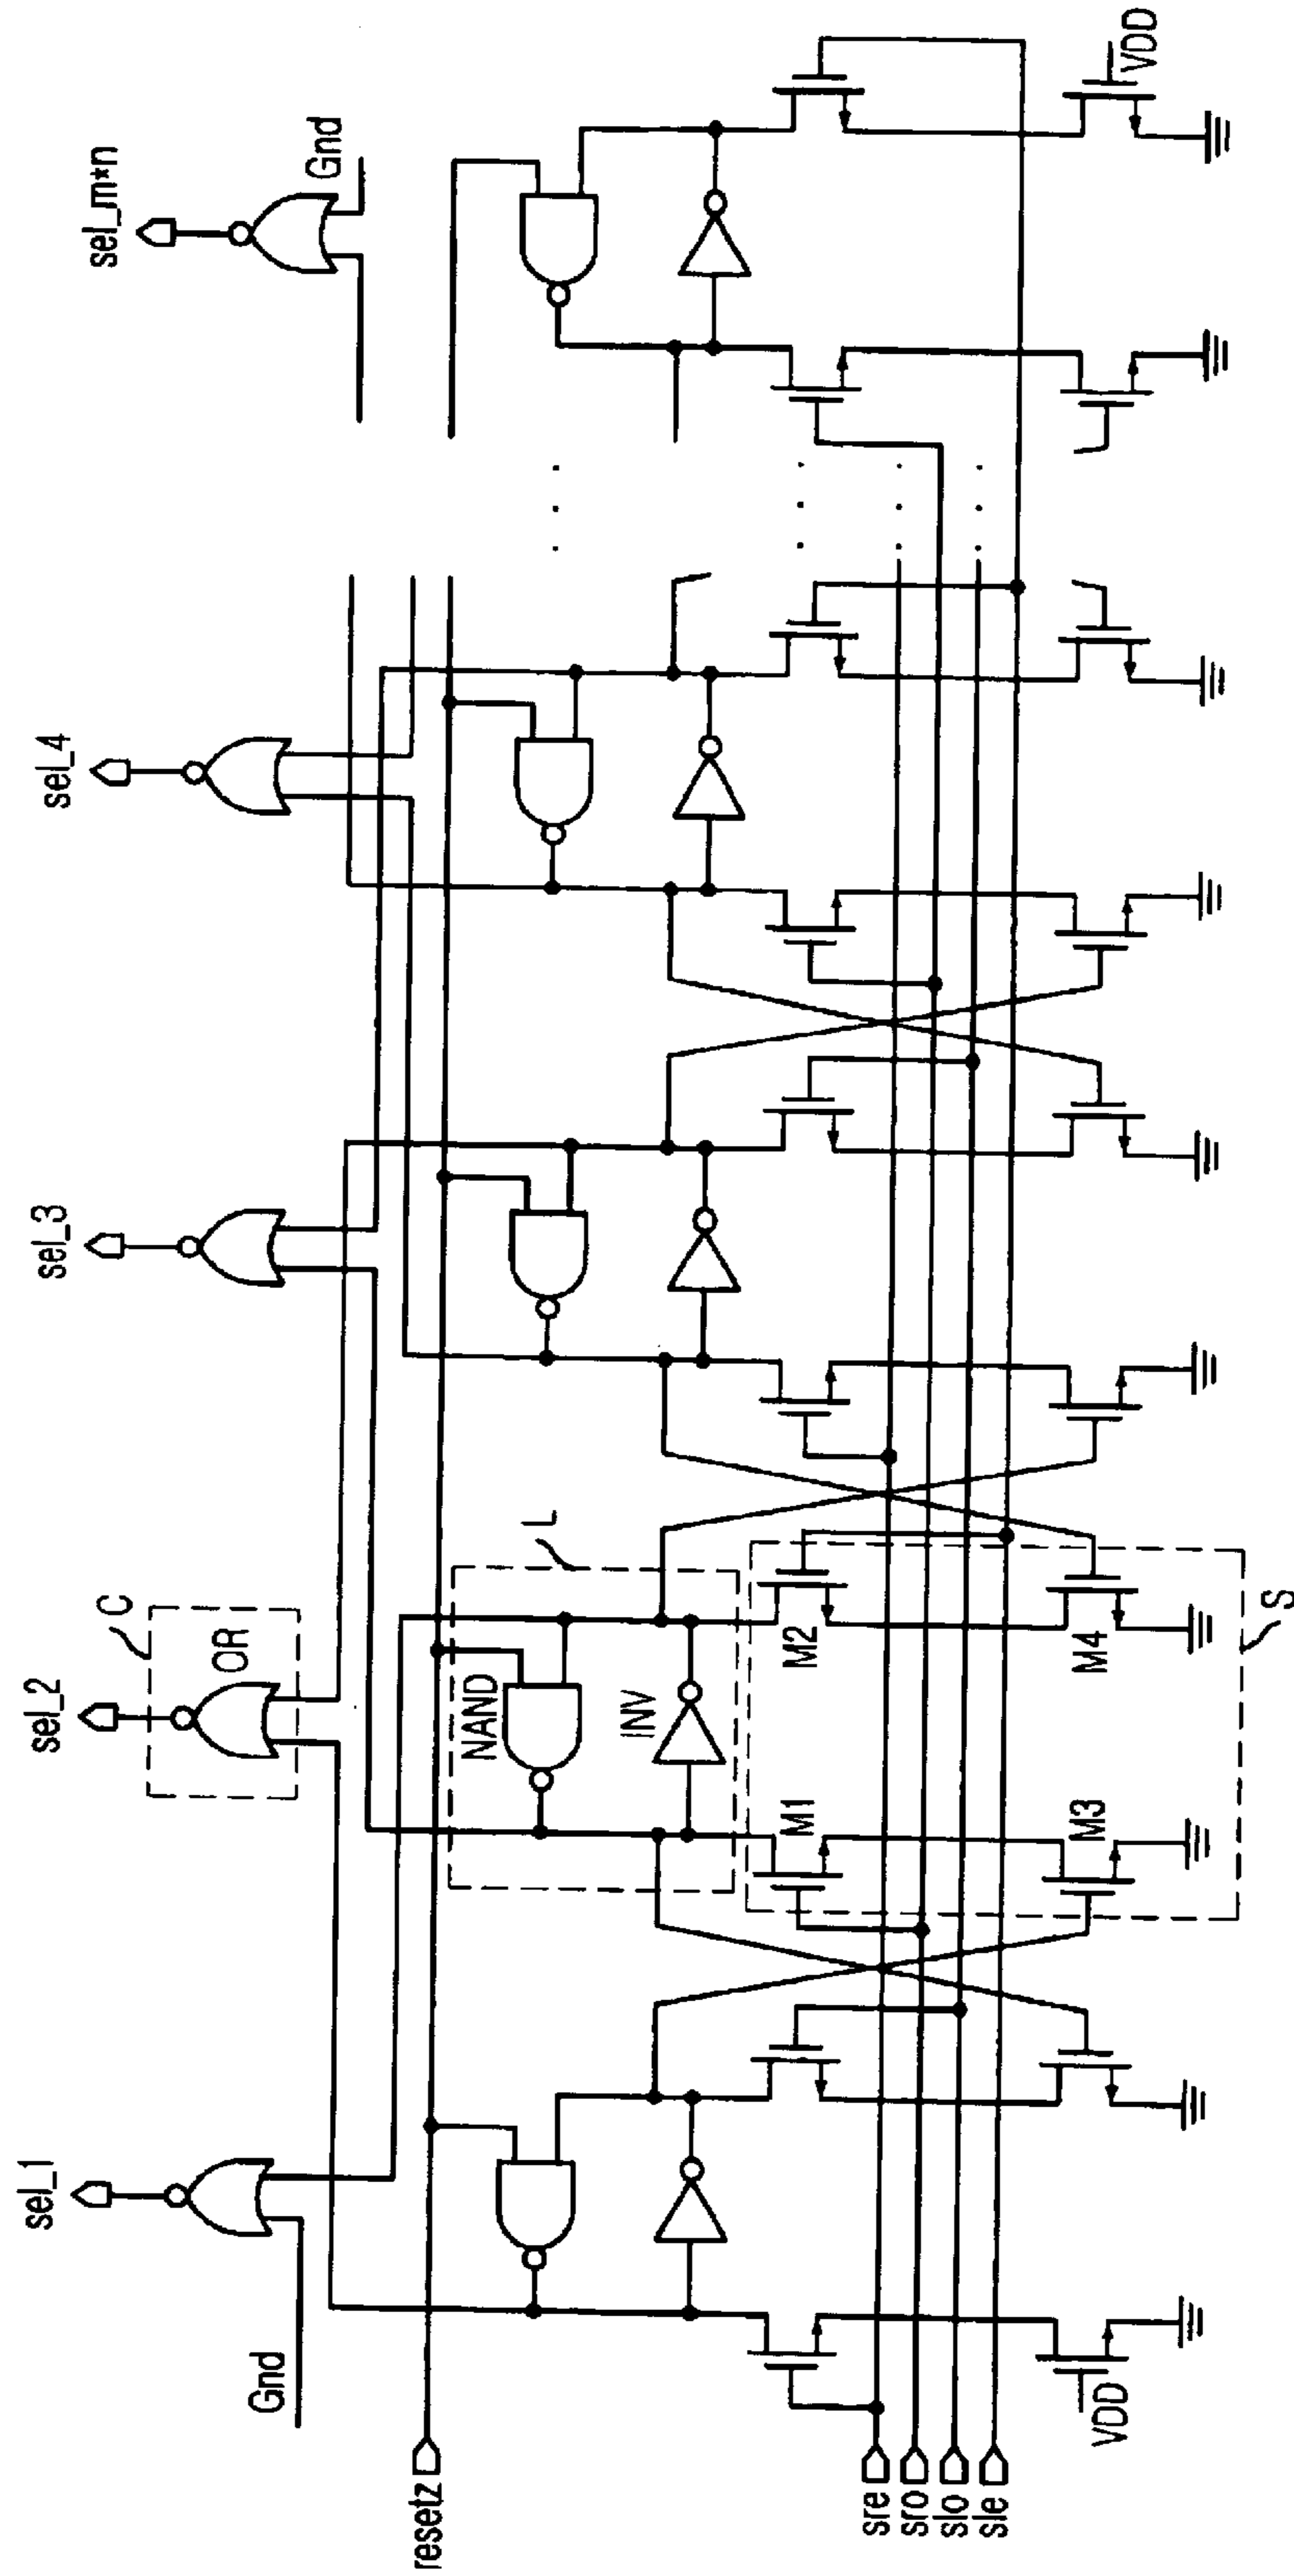 sel_1
sel_2
sel_3
sel_4
sel_m*n
C
OR
Gnd
Gnd
resetz
L
NAND
INV
M1
M2
M3
M4
S
sre
sro
slo
sle
VDD
VDD